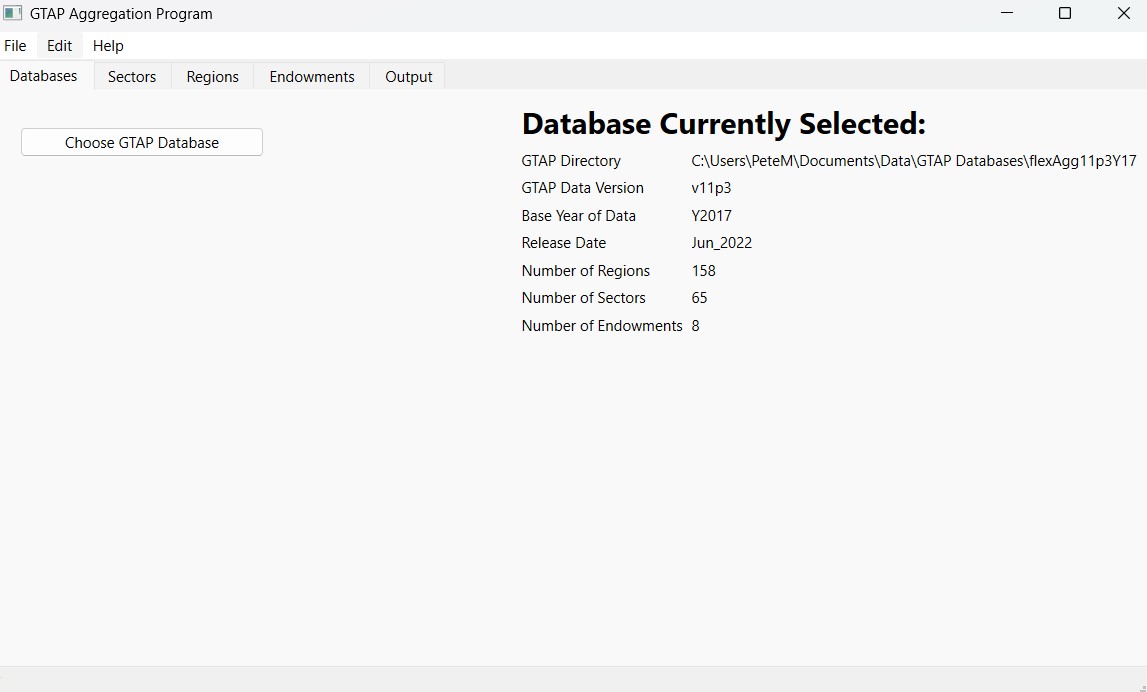 GTAP Aggregation Program
File Edit Help
Databases Sectors Regions Endowments Output
Choose GTAP Database
Database Currently Selected:
GTAP Directory C:\Users\PeteM\Documents\Data\GTAP Databases\flexAgg11p3Y17
GTAP Data Version v11p3
Base Year of Data Y2017
Release Date Jun_2022
Number of Regions 158
Number of Sectors 65
Number of Endowments 8